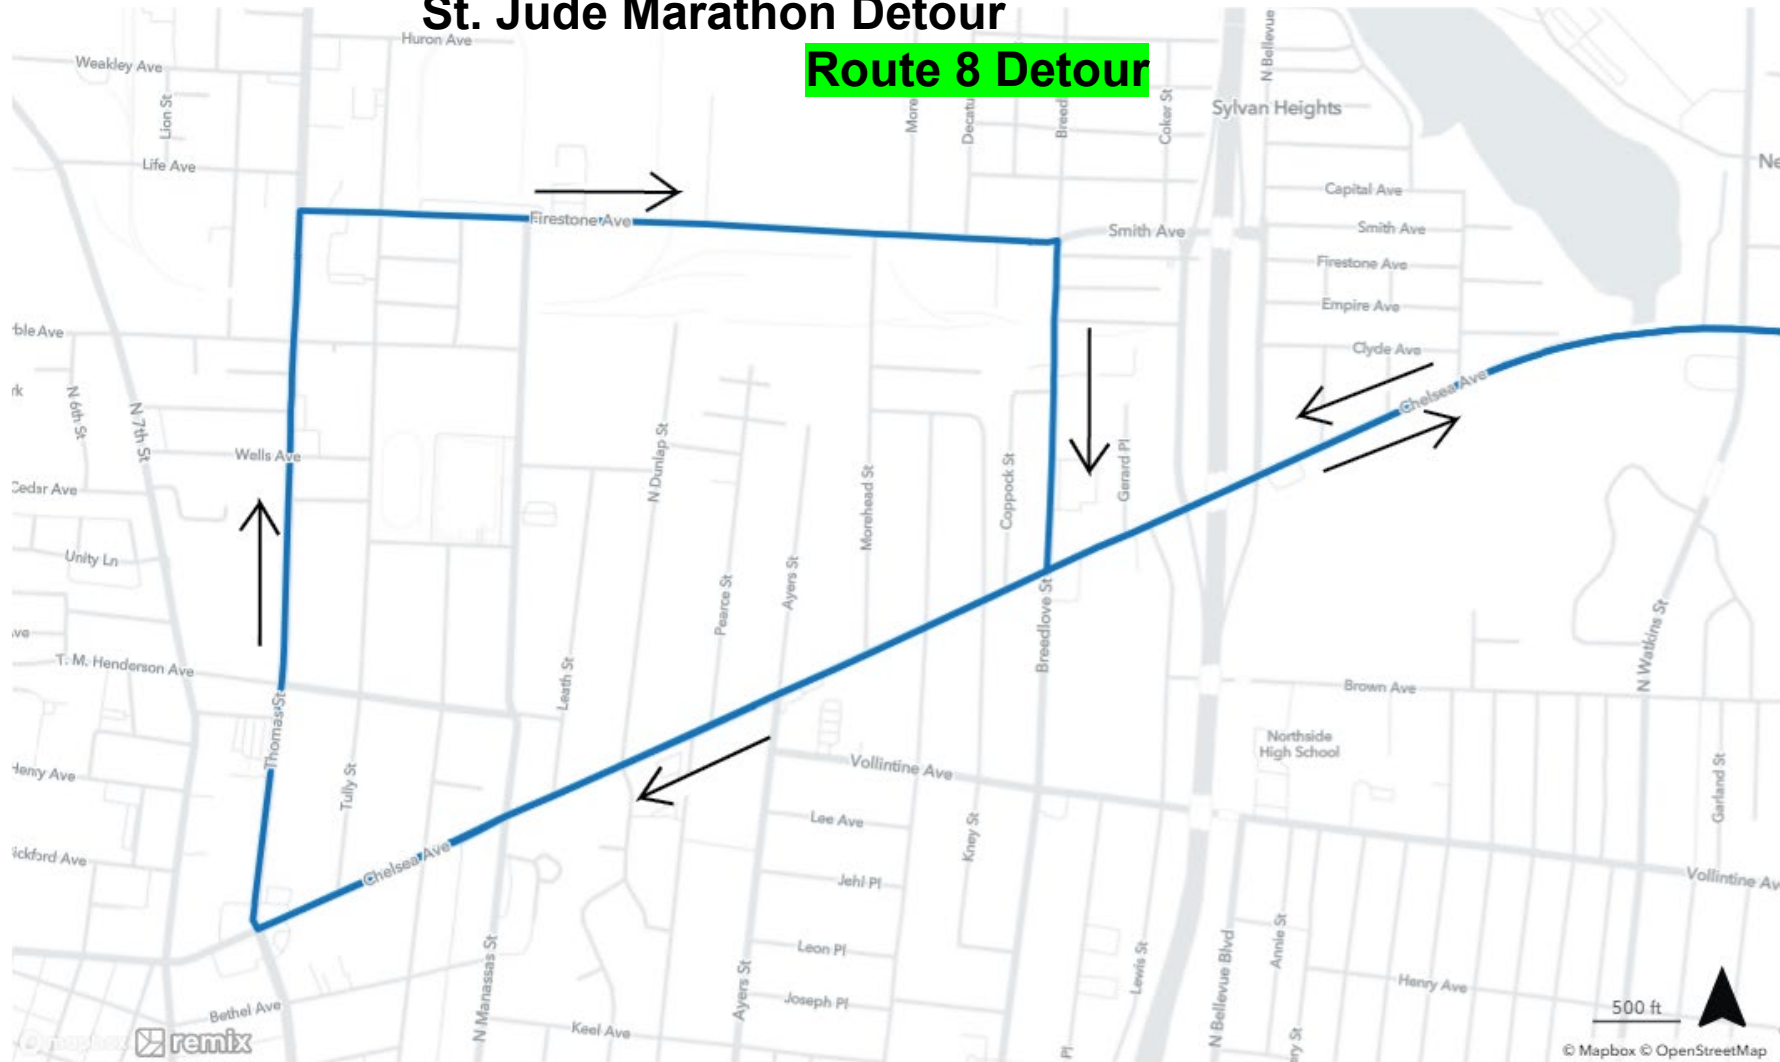 St. Jude Marathon Detour
Route 8 Detour
Huron Ave
Weakley Ave
Lion St
Life Ave
N Bellevue
Sylvan Heights
Coker St
Capital Ave
Smith Ave
Smith Ave
Firestone Ave
Firestone Ave
Empire Ave
Clyde Ave
Chelsea Ave
N 6th St
N 7th St
Wells Ave
Cedar Ave
Unity Ln
N Dunlap St
Morehead St
Coppock St
Gerard Pl
Pearce St
Ayers St
Breedlove St
T. M. Henderson Ave
Leath St
Thomas St
Tully St
N Watkins St
Brown Ave
Northside
High School
Garland St
Vollintine Ave
Henry Ave
Lee Ave
Kney St
Chelsea Ave
Jehl Pl
Vollintine Av
Leon Pl
Joseph Pl
Ayers St
N Manassas St
Keel Ave
Bethel Ave
Lewis St
N Bellevue Blvd
Annie St
Henry Ave
500 ft
remix
© Mapbox © OpenStreetMap